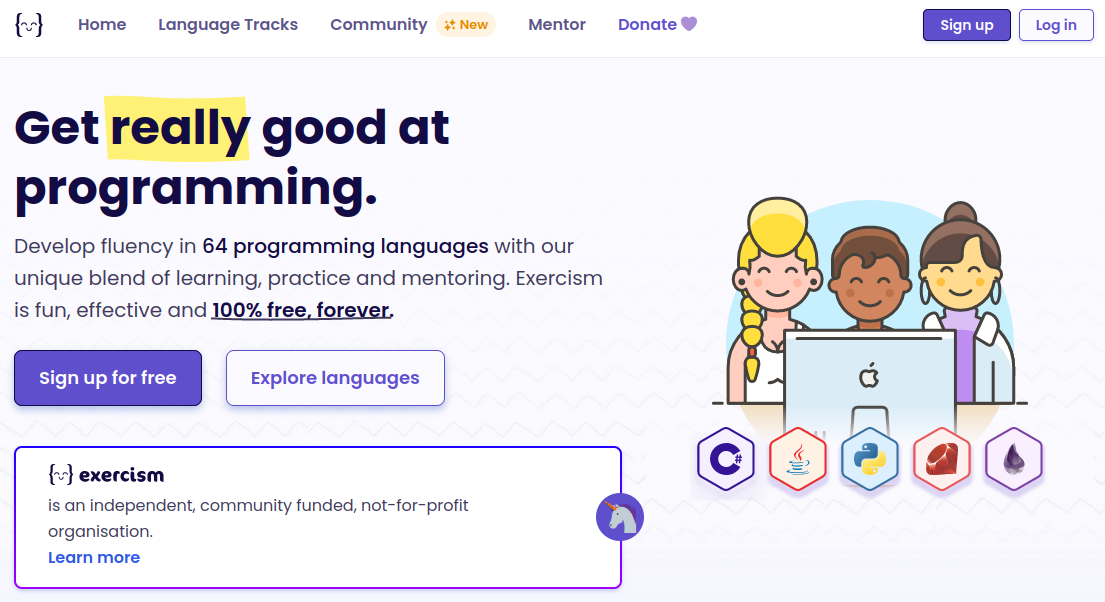 Home Language Tracks Community New Mentor Donate Sign up Log in
Get really good at
programming.
Develop fluency in 64 programming languages with our
unique blend of learning, practice and mentoring. Exercism
is fun, effective and 100% free, forever.
Sign up for free Explore languages
exercism
is an independent, community funded, not-for-profit
organisation.
Learn more
C#